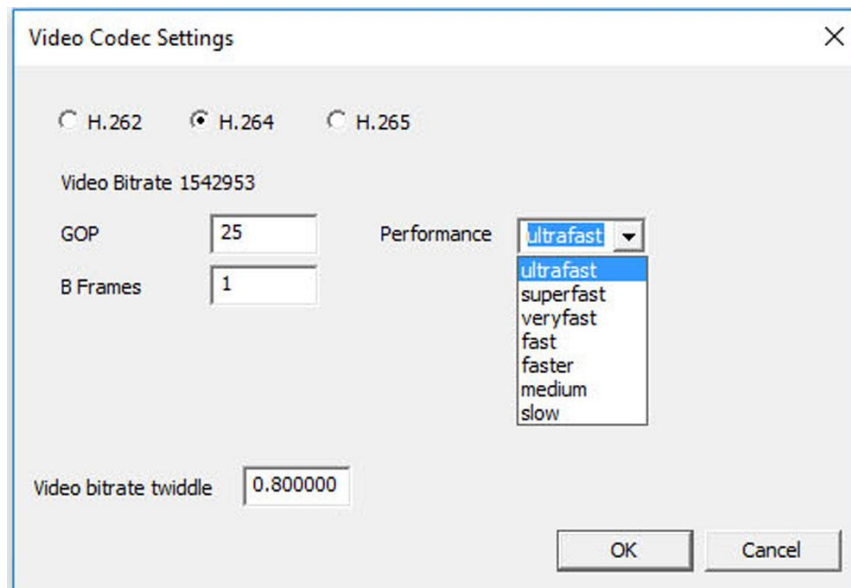 Video Codec Settings
H.262 H.264 H.265
Video Bitrate 1542953
GOP 25 Performance ultrafast
B Frames 1
ultrafast
superfast
veryfast
fast
faster
medium
slow
Video bitrate twiddle 0.800000
OK Cancel